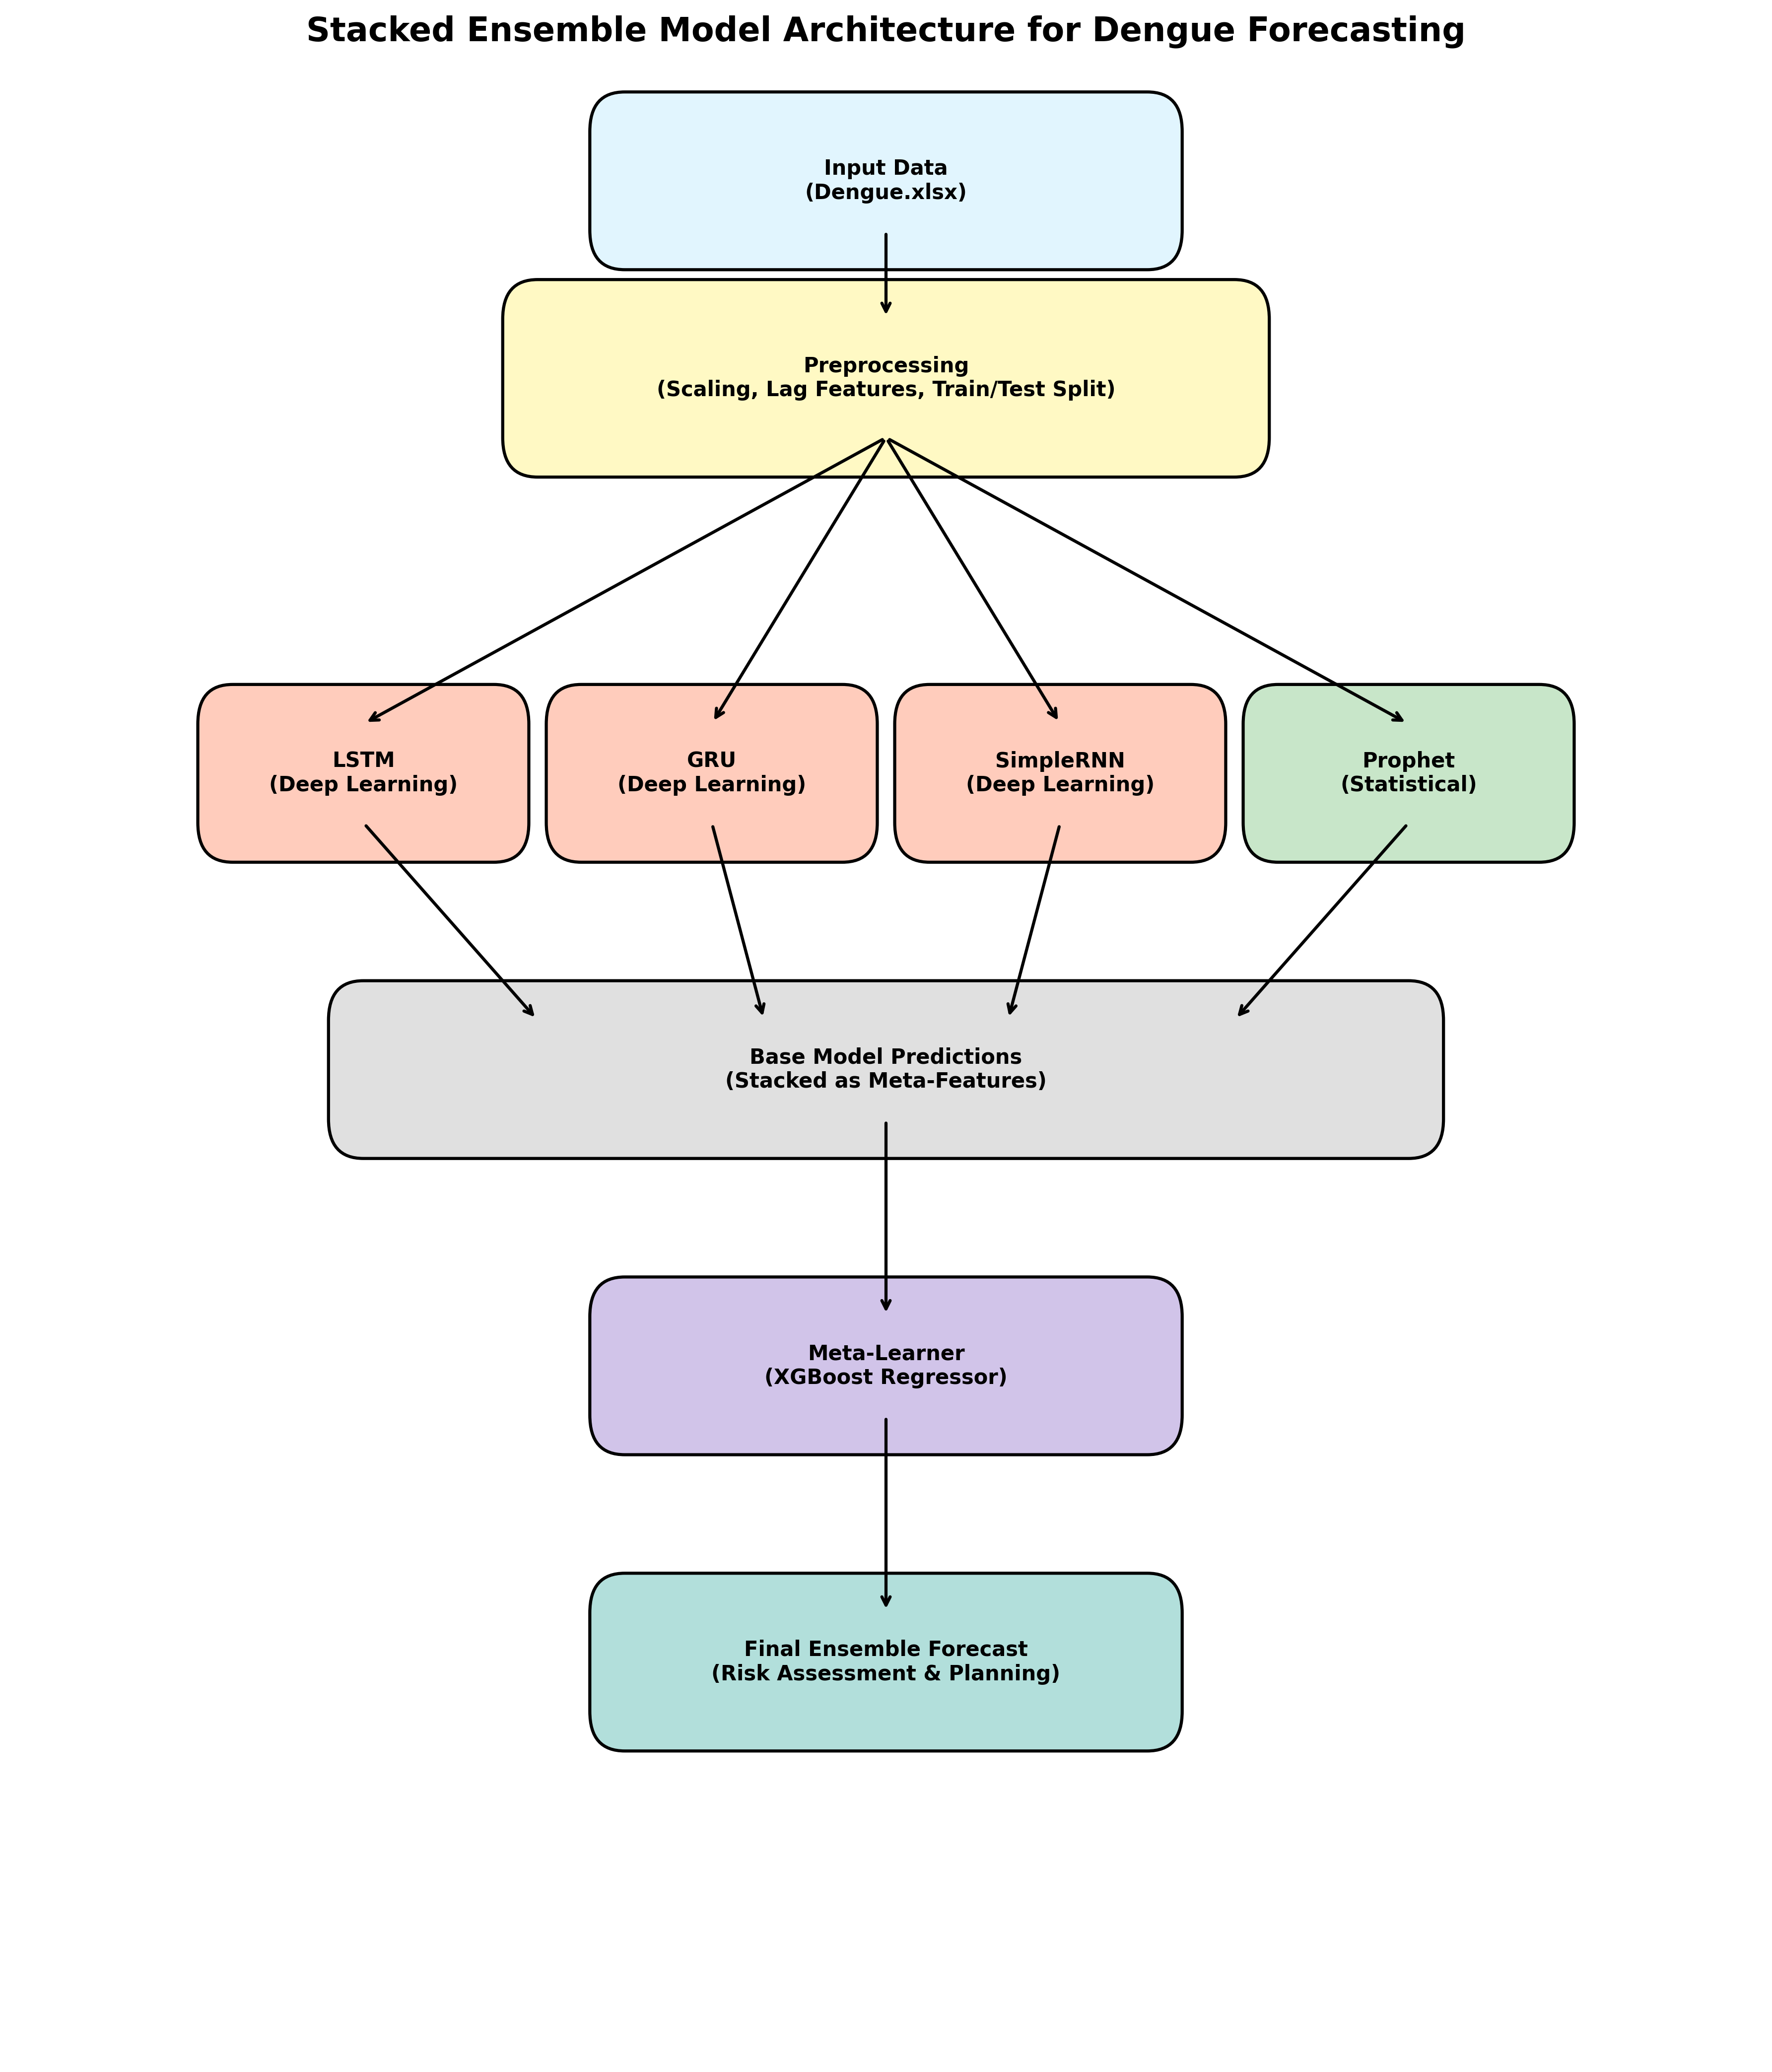 Stacked Ensemble Model Architecture for Dengue Forecasting
Input Data
(Dengue.xlsx)
Preprocessing
(Scaling, Lag Features, Train/Test Split)
LSTM
(Deep Learning)
GRU
(Deep Learning)
SimpleRNN
(Deep Learning)
Prophet
(Statistical)
Base Model Predictions
(Stacked as Meta-Features)
Meta-Learner
(XGBoost Regressor)
Final Ensemble Forecast
(Risk Assessment & Planning)